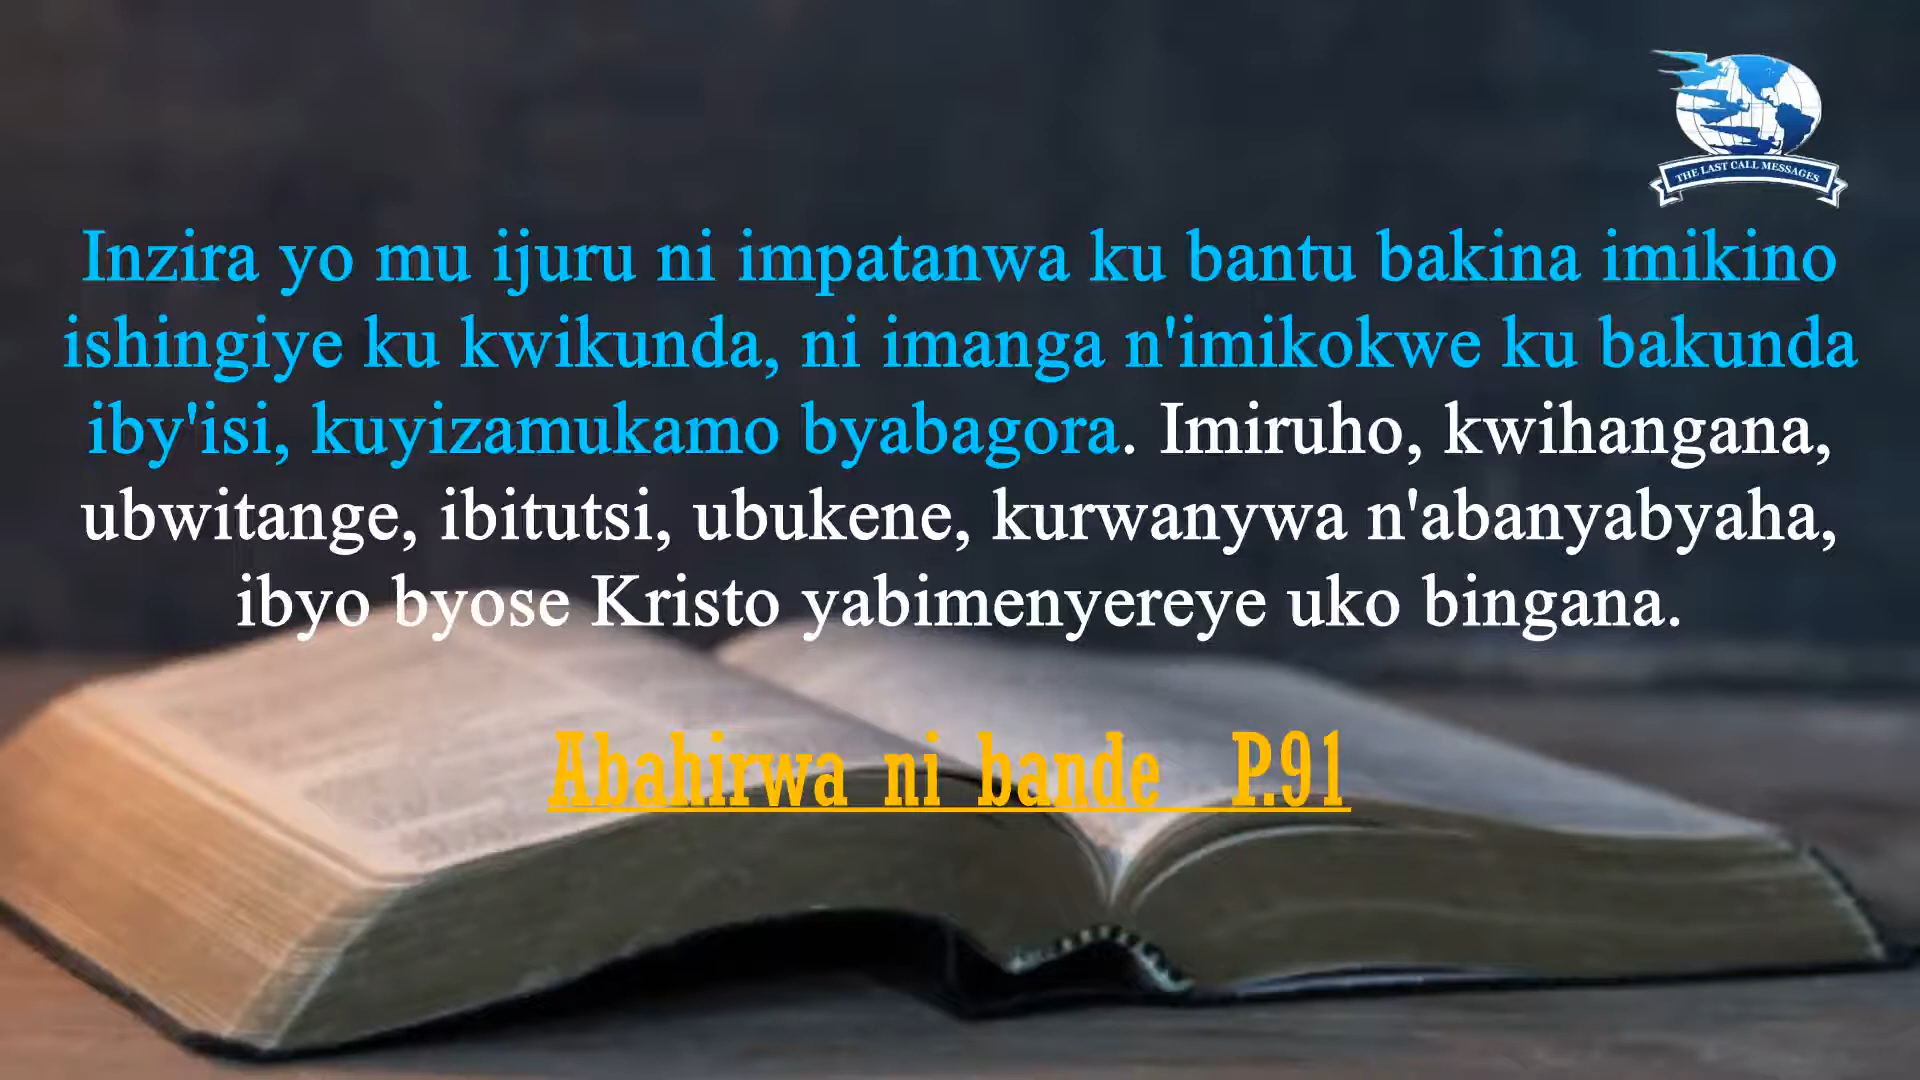 THE LAST CALL MESSAGES
Inzira yo mu ijuru ni impatanwa ku bantu bakina imikino
ishingiye ku kwikunda, ni imanga n'imikokwe ku bakunda
iby'isi, kuyizamukamo byabagora. Imiruho, kwihangana,
ubwitange, ibitutsi, ubukene, kurwanywa n'abanyabyaha,
ibyo byose Kristo yabimenyereye uko bingana.
Abahirwa ni bande P.91